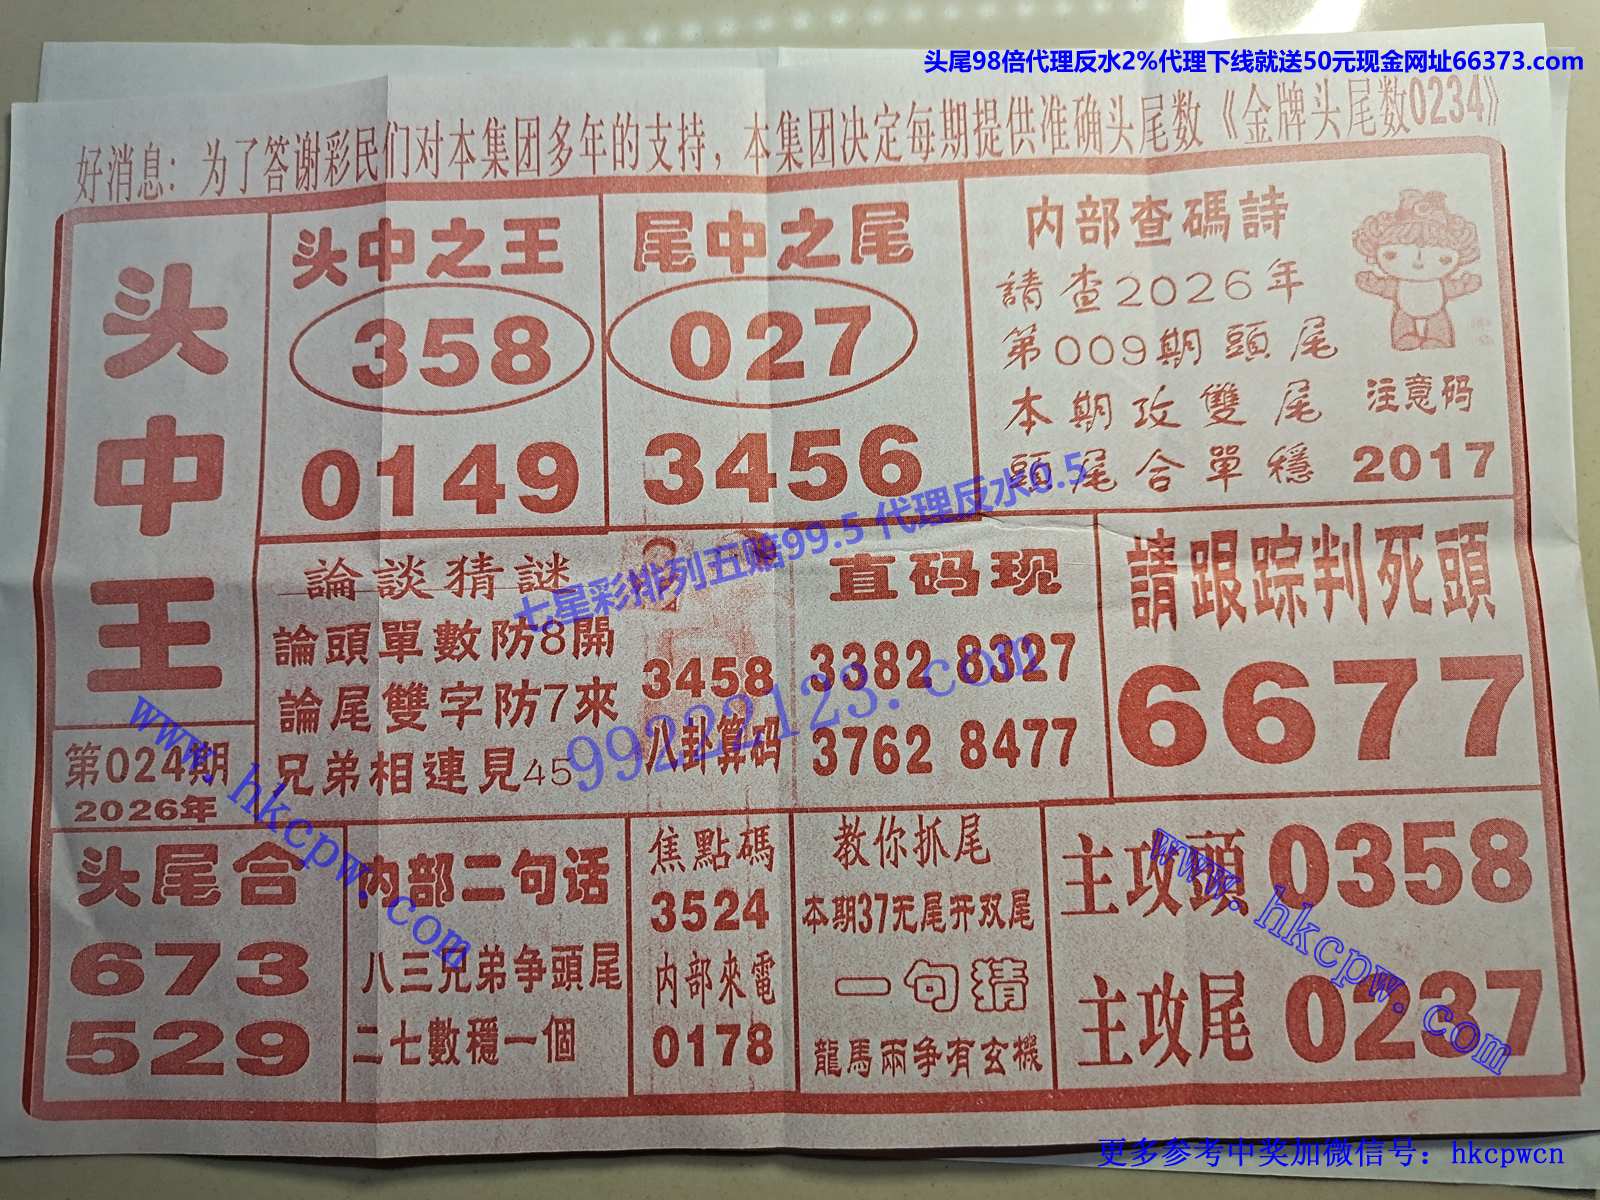 头尾98倍代理反水2%代理下线就送50元现金网址66373.com
好消息：为了答谢彩民们对本集团多年的支持，本集团决定每期提供准确头尾数《金牌头尾数0234》
头中王
第024期
2026年
头中之王
358
0149
尾中之尾
027
3456
内部查碼詩
請查2026年
第009期頭尾
本期攻雙尾
頭尾合單穩
注意码
2017
論談猜謎
論頭單數防8開
論尾雙字防7來
兄弟相連見45
3458
八卦算码
直码现
3382 8327
3762 8477
請跟踪判死頭
6677
头尾合
673
529
内部二句话
八三兄弟争頭尾
二七數穩一個
焦點碼
3524
内部來電
0178
教你抓尾
本期37无尾开双尾
一句猜
龍馬兩争有玄機
主攻頭 0358
主攻尾 0237
七星彩排列五赔99.5 代理反水0.5
99222123.com
www.hkcpw.com
www.hkcpw.com
更多参考中奖加微信号：hkcpwcn